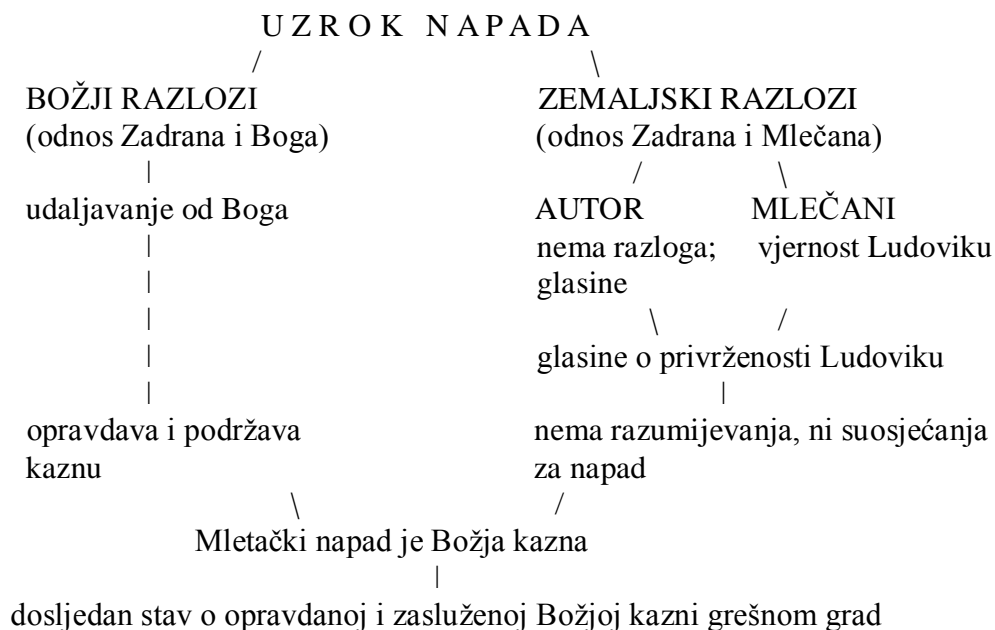 UZROK NAPADA
BOŽJI RAZLOZI ZEMALJSKI RAZLOZI
(odnos Zadrana i Boga) (odnos Zadrana i Mlečana)
udaljavanje od Boga AUTOR MLEČANI
nema razloga; vjernost Ludoviku
glasine
glasine o privrženosti Ludoviku
opravdava i podržava nema razumijevanja, ni suosjećanja
kaznu za napad
Mletački napad je Božja kazna
dosljedan stav o opravdanoj i zasluženoj Božjoj kazni grešnom grad